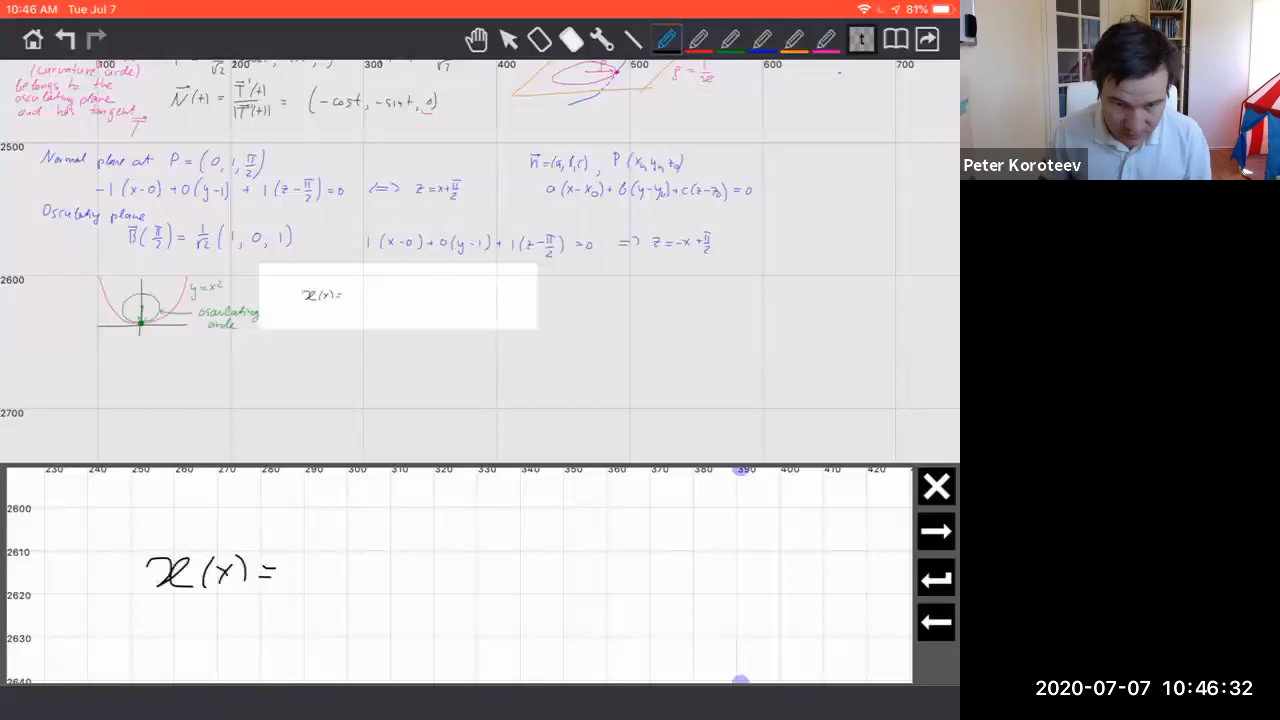 10:46 AM Tue Jul 7
81%
100 200 300 400 500 600 700
(curvature circle)
belongs to the
osculating plane
and has tangent
T⃗
N⃗(t) = T⃗'(t) / |T⃗'(t)| = (-cost, -sint, 0)
ρ = 1/æ
2500
Normal plane at P = (0, 1, π/2)
-1(x-0) + 0(y-1) + 1(z-π/2) = 0 ⟺ z = x + π/2
n⃗ = (a, b, c), P(x₀, y₀, z₀)
a(x-x₀) + b(y-y₀) + c(z-z₀) = 0
Osculating plane
B⃗(π/2) = 1/√2 (1, 0, 1)
1(x-0) + 0(y-1) + 1(z-π/2) = 0 ⟹ z = -x + π/2
2600
y = x²
osculating
circle
æ(x) =
2700
230 240 250 260 270 280 290 300 310 320 330 340 350 360 370 380 390 400 410 420
2600
2610
æ(x) =
2620
2630
2640
Peter Koroteev
2020-07-07 10:46:32